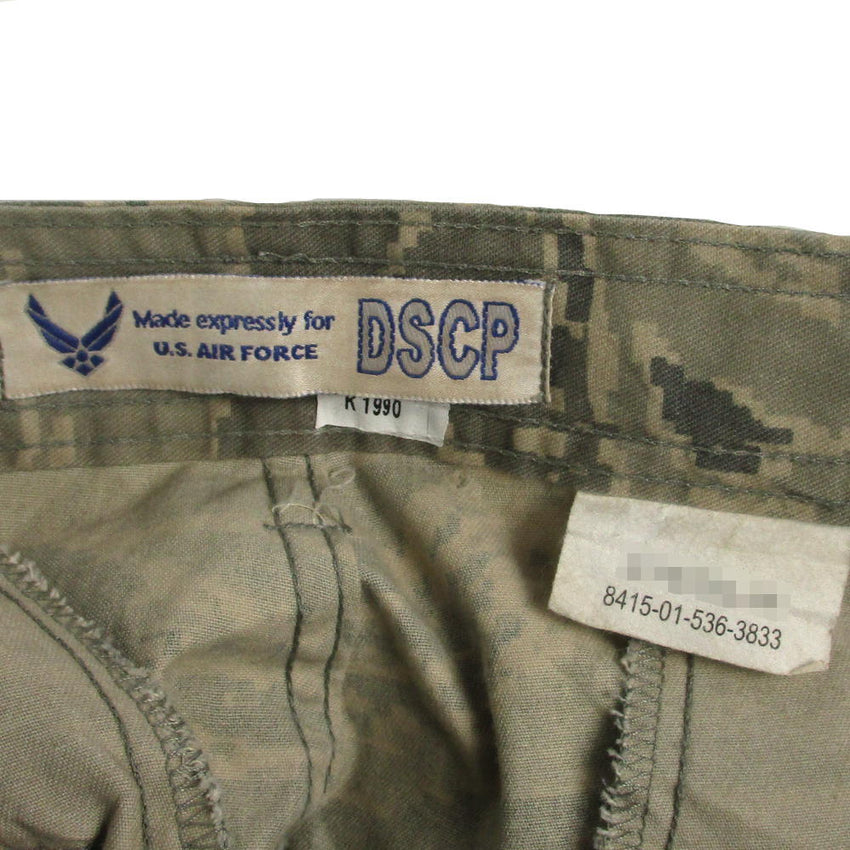 Made expressly for
U.S. AIR FORCE
DSCP
K 1990
8415-01-536-3833